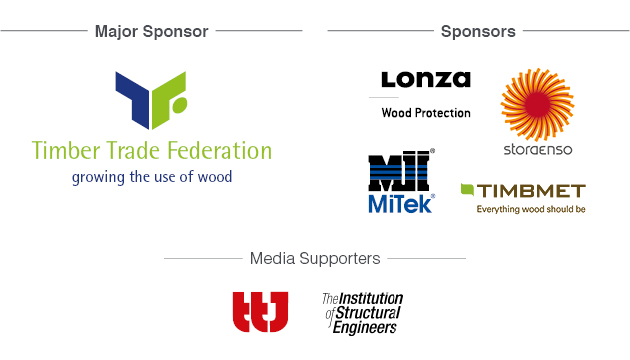 Major Sponsor
Timber Trade Federation
growing the use of wood
Sponsors
Lonza
Wood Protection
storaenso
MiTek®
TIMBMET
Everything wood should be
Media Supporters
ttj
The Institution
of Structural
Engineers